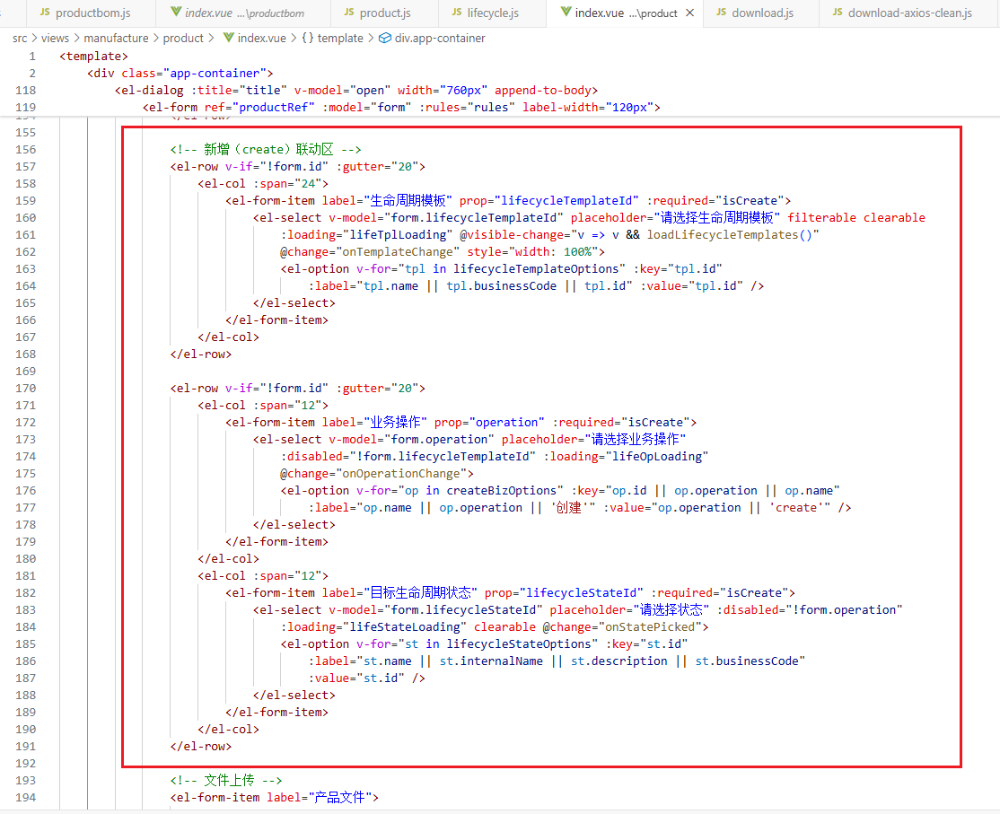 JS productbom.js index.vue ...\productbom JS product.js JS lifecycle.js index.vue ...\product × JS download.js JS download-axios-clean.js
src > views > manufacture > product > index.vue > {} template > div.app-container
1 <template>
2 <div class="app-container">
118 <el-dialog :title="title" v-model="open" width="760px" append-to-body>
119 <el-form ref="productRef" :model="form" :rules="rules" label-width="120px">
154 </el-row>
155
156 <!-- 新增（create）联动区 -->
157 <el-row v-if="!form.id" :gutter="20">
158 <el-col :span="24">
159 <el-form-item label="生命周期模板" prop="lifecycleTemplateId" :required="isCreate">
160 <el-select v-model="form.lifecycleTemplateId" placeholder="请选择生命周期模板" filterable clearable
161 :loading="lifeTplLoading" @visible-change="v => v && loadLifecycleTemplates()"
162 @change="onTemplateChange" style="width: 100%">
163 <el-option v-for="tpl in lifecycleTemplateOptions" :key="tpl.id"
164 :label="tpl.name || tpl.businessCode || tpl.id" :value="tpl.id" />
165 </el-select>
166 </el-form-item>
167 </el-col>
168 </el-row>
169
170 <el-row v-if="!form.id" :gutter="20">
171 <el-col :span="12">
172 <el-form-item label="业务操作" prop="operation" :required="isCreate">
173 <el-select v-model="form.operation" placeholder="请选择业务操作"
174 :disabled="!form.lifecycleTemplateId" :loading="lifeOpLoading"
175 @change="onOperationChange">
176 <el-option v-for="op in createBizOptions" :key="op.id || op.operation || op.name"
177 :label="op.name || op.operation || '创建'" :value="op.operation || 'create'" />
178 </el-select>
179 </el-form-item>
180 </el-col>
181 <el-col :span="12">
182 <el-form-item label="目标生命周期状态" prop="lifecycleStateId" :required="isCreate">
183 <el-select v-model="form.lifecycleStateId" placeholder="请选择状态" :disabled="!form.operation"
184 :loading="lifeStateLoading" clearable @change="onStatePicked">
185 <el-option v-for="st in lifecycleStateOptions" :key="st.id"
186 :label="st.name || st.internalName || st.description || st.businessCode"
187 :value="st.id" />
188 </el-select>
189 </el-form-item>
190 </el-col>
191 </el-row>
192
193 <!-- 文件上传 -->
194 <el-form-item label="产品文件">